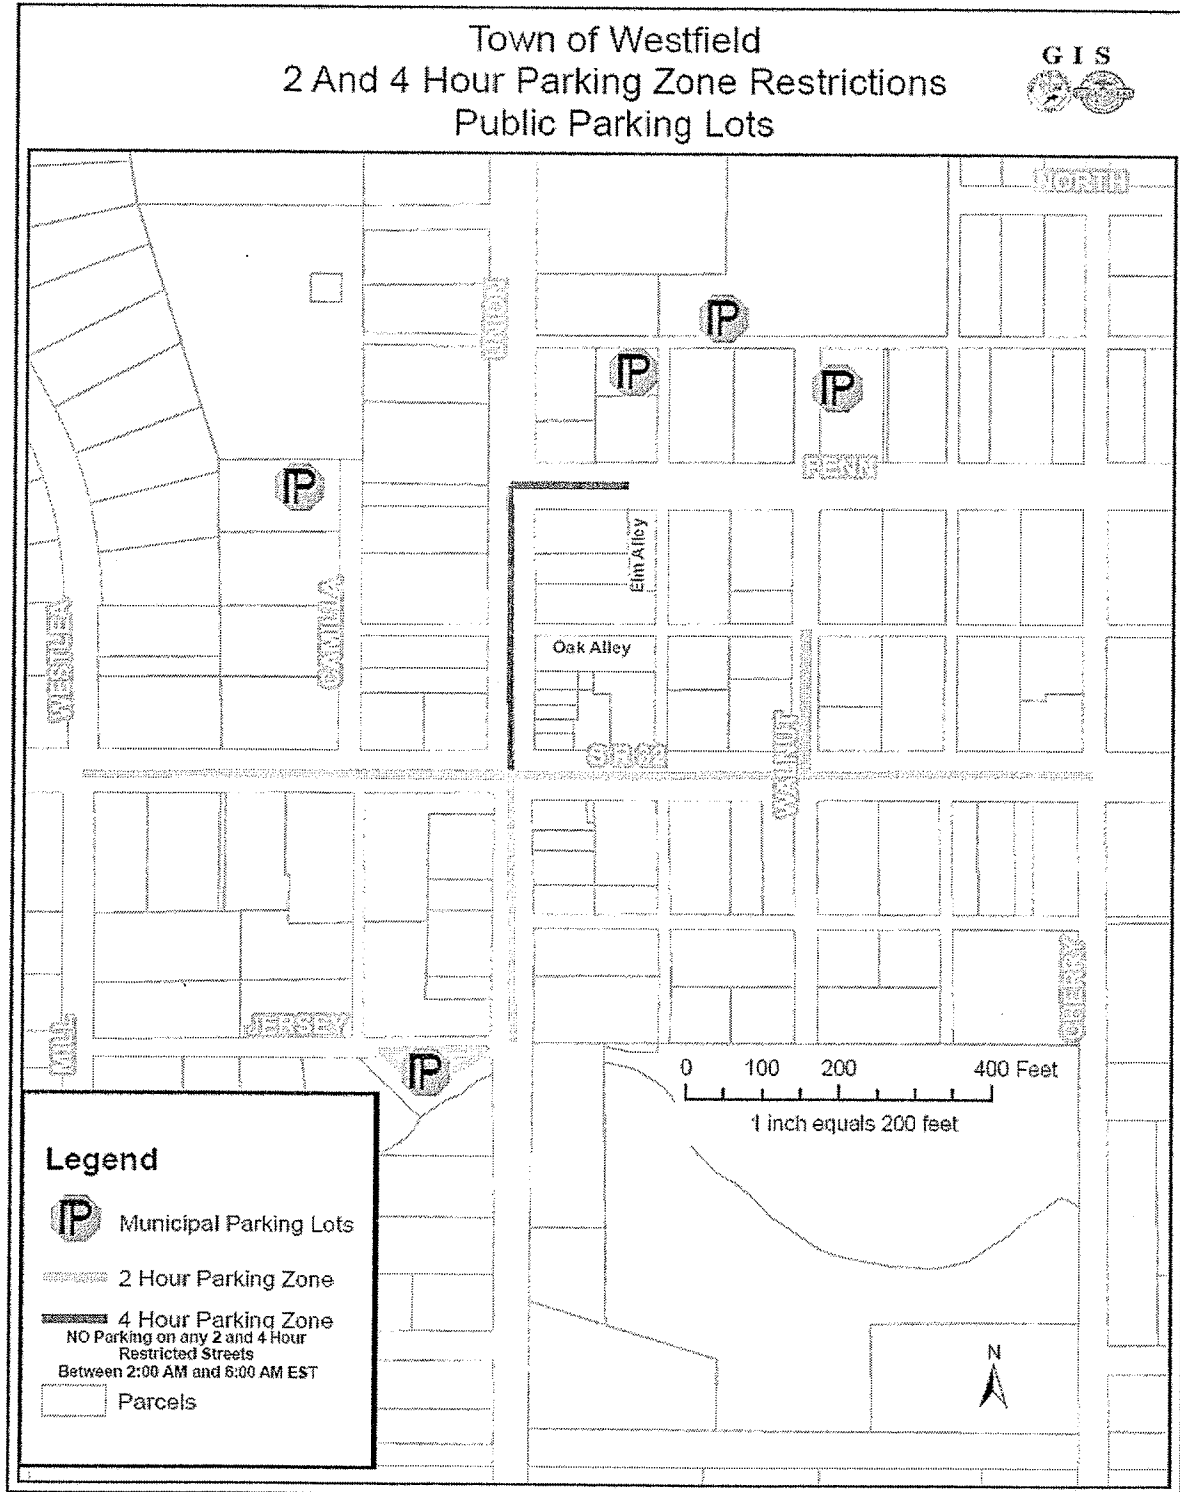 Town of Westfield
2 And 4 Hour Parking Zone Restrictions
Public Parking Lots
GIS
NORTH
UNION
P
P
P
PENN
P
Elm Alley
CAMILLA
WESTLEA
Oak Alley
SR 32
WALNUT
CHERRY
JERSEY
MILL
P
0 100 200 400 Feet
1 inch equals 200 feet
Legend
P Municipal Parking Lots
2 Hour Parking Zone
4 Hour Parking Zone
NO Parking on any 2 and 4 Hour
Restricted Streets
Between 2:00 AM and 6:00 AM EST
Parcels
N